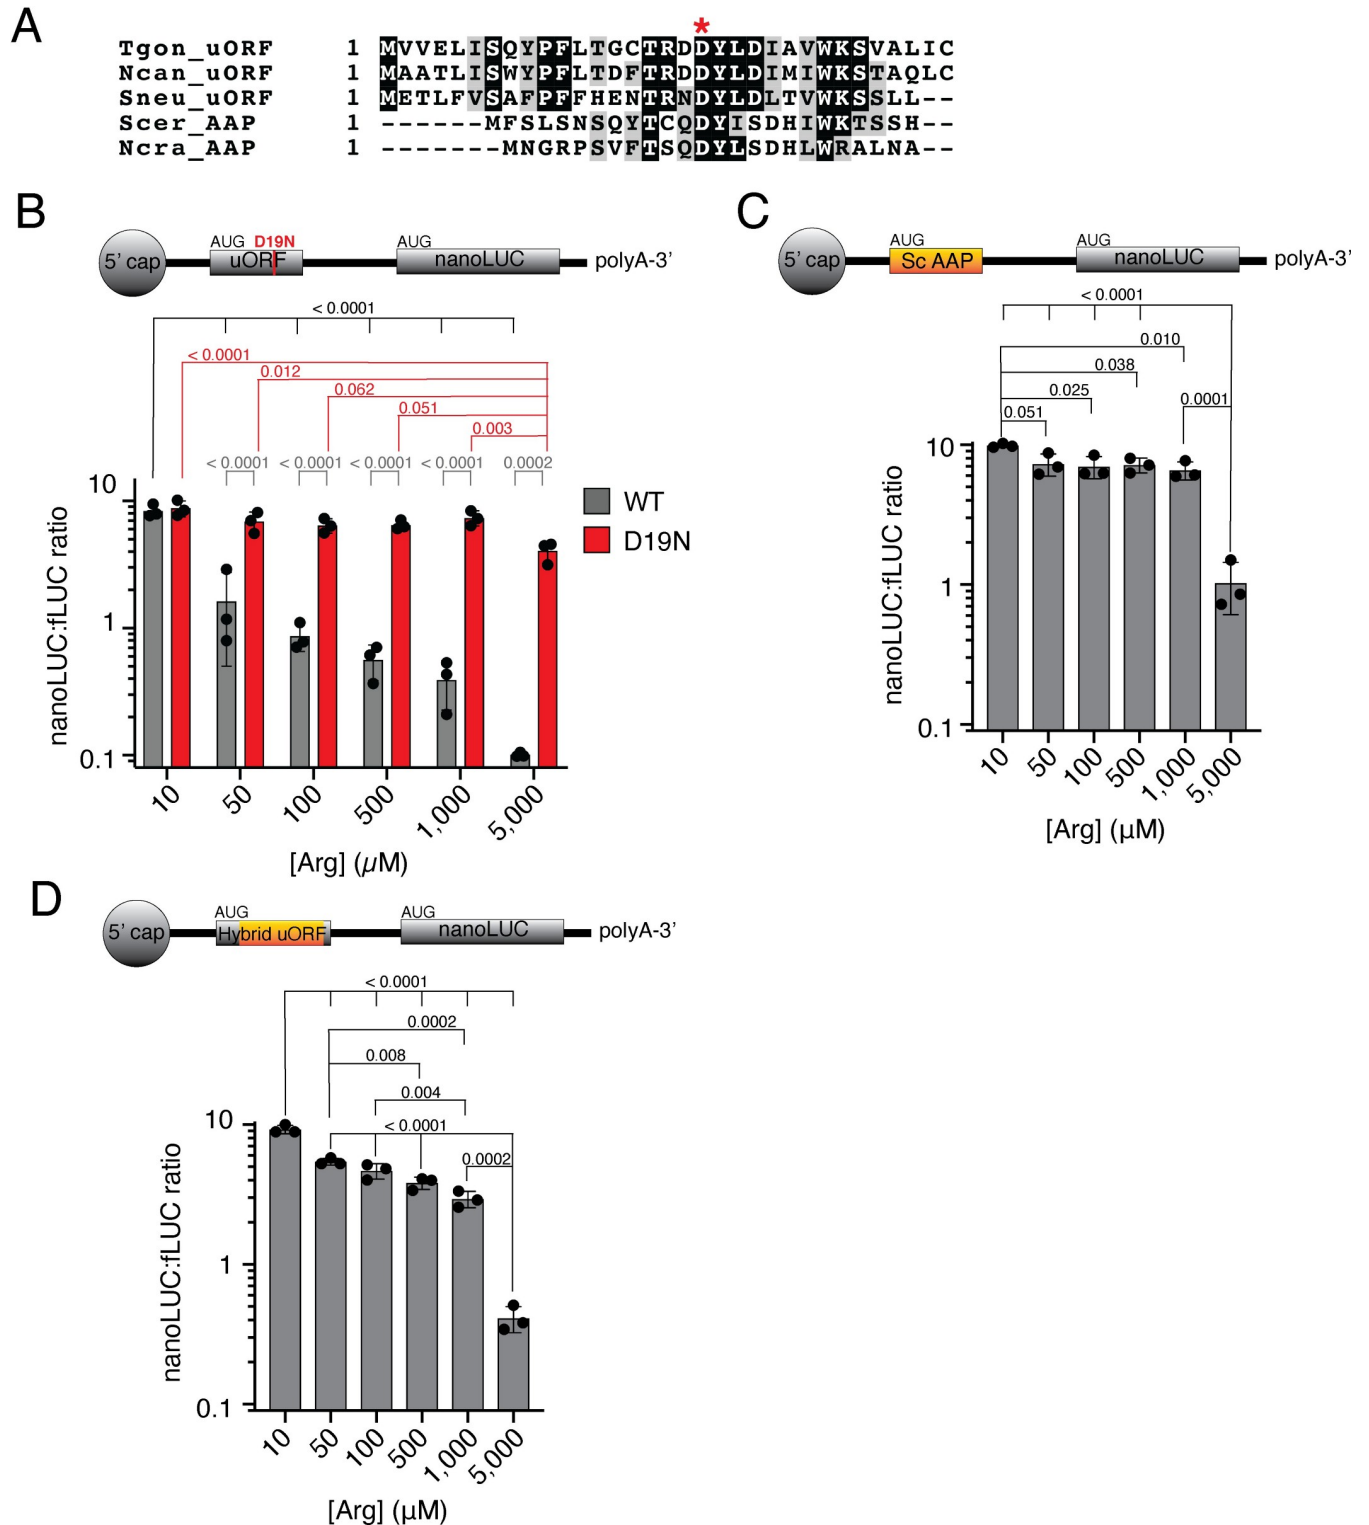 A
*
Tgon_uORF 1 MVVELISQYPFLTGCTRDDYLDIAVWKSVALIC
Ncan_uORF 1 MAATLISWYPFLTDFTRDDYLDIMIWKSTAQLC
Sneu_uORF 1 METLFVSAFPFFHENTRNDYLDLTVWKSSLL--
Scer_AAP 1 ------MFSLSNSQYTCQDYISDHIWKTSSH--
Ncra_AAP 1 -------MNGRPSVFTSQDYLSDHLWRALNA--
B
AUG D19N AUG
5' cap uORF nanoLUC polyA-3'
< 0.0001
< 0.0001
0.012
0.062
0.051
0.003
< 0.0001 < 0.0001 < 0.0001 < 0.0001 0.0002
WT
D19N
nanoLUC:fLUC ratio
10
1
0.1
10 50 100 500 1,000 5,000
[Arg] (µM)
C
AUG AUG
5' cap Sc AAP nanoLUC polyA-3'
< 0.0001
0.010
0.038
0.025
0.051 0.0001
nanoLUC:fLUC ratio
10
1
0.1
10 50 100 500 1,000 5,000
[Arg] (µM)
D
AUG AUG
5' cap Hybrid uORF nanoLUC polyA-3'
< 0.0001
0.0002
0.008
0.004
< 0.0001
0.0002
nanoLUC:fLUC ratio
10
1
0.1
10 50 100 500 1,000 5,000
[Arg] (µM)